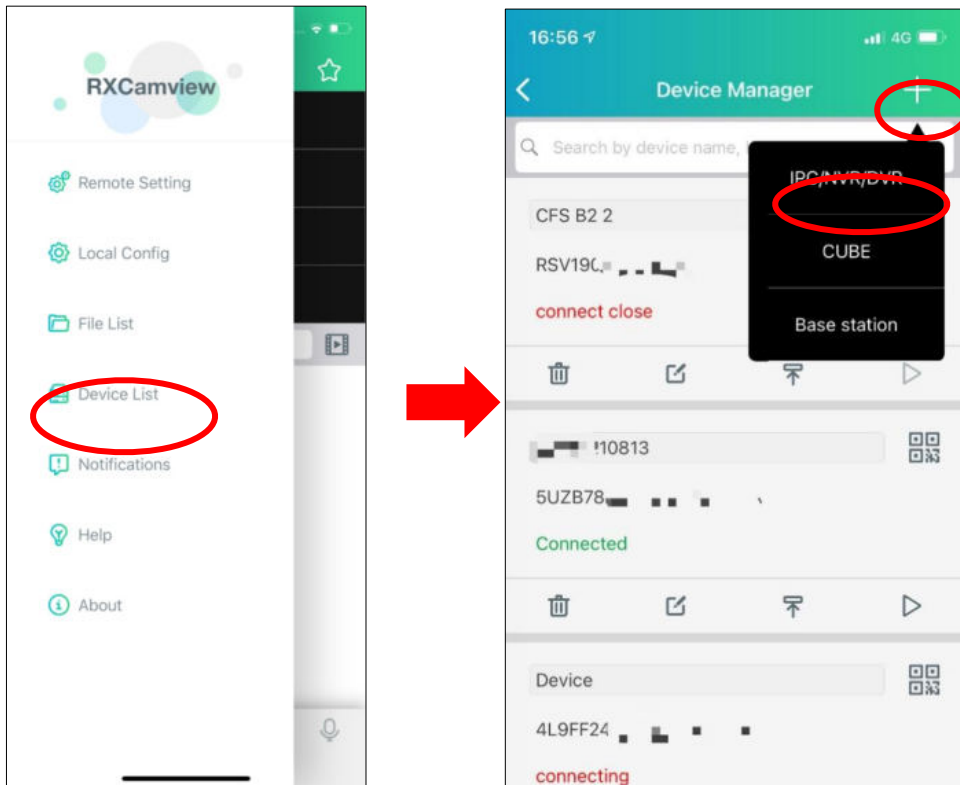 RXCamview
Remote Setting
Local Config
File List
Device List
Notifications
Help
About
16:56
4G
Device Manager
Search by device name,
IPC/NVR/DVR
CUBE
Base station
CFS B2 2
RSV190
connect close
10813
5UZB78
Connected
Device
4L9FF24
connecting